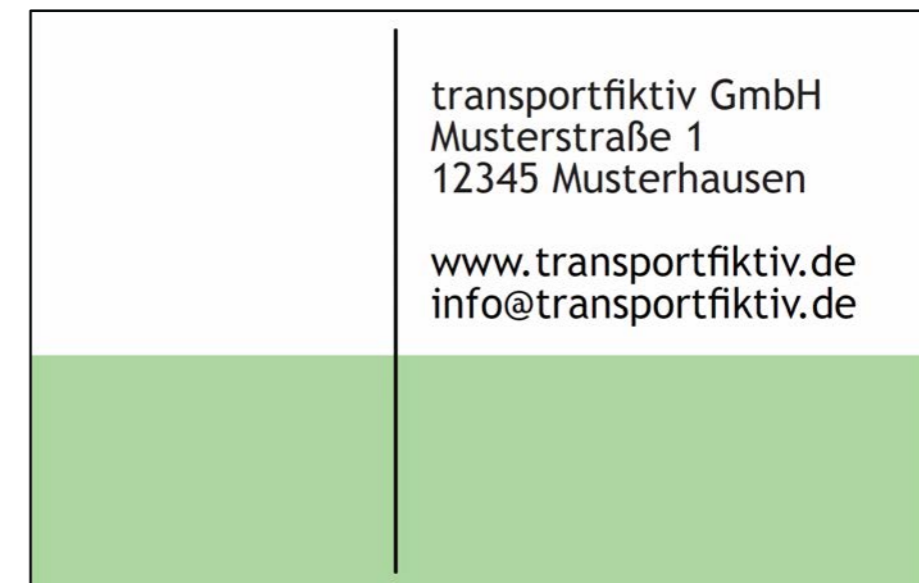 transportfiktiv GmbH
Musterstraße 1
12345 Musterhausen
www.transportfiktiv.de
info@transportfiktiv.de